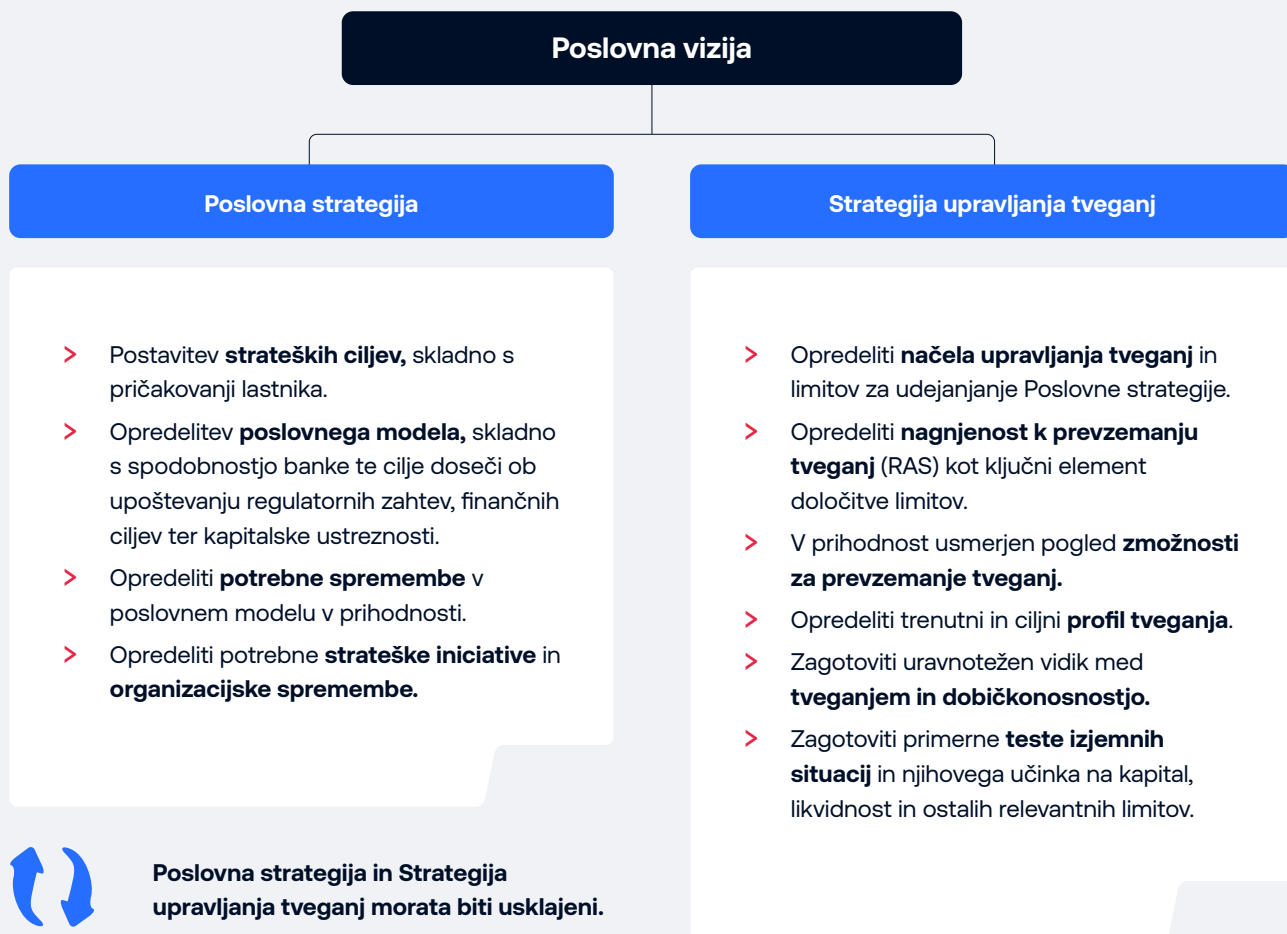 Poslovna vizija
Poslovna strategija
> Postavitev strateških ciljev, skladno s
pričakovanji lastnika.
> Opredelitev poslovnega modela, skladno
s spodobnostjo banke te cilje doseči ob
upoštevanju regulatornih zahtev, finančnih
ciljev ter kapitalske ustreznosti.
> Opredeliti potrebne spremembe v
poslovnem modelu v prihodnosti.
> Opredeliti potrebne strateške iniciative in
organizacijske spremembe.
Poslovna strategija in Strategija
upravljanja tveganj morata biti usklajeni.
Strategija upravljanja tveganj
> Opredeliti načela upravljanja tveganj in
limitov za udejanjanje Poslovne strategije.
> Opredeliti nagnjenost k prevzemanju
tveganj (RAS) kot ključni element
določitve limitov.
> V prihodnost usmerjen pogled zmožnosti
za prevzemanje tveganj.
> Opredeliti trenutni in ciljni profil tveganja.
> Zagotoviti uravnotežen vidik med
tveganjem in dobičkonosnostjo.
> Zagotoviti primerne teste izjemnih
situacij in njihovega učinka na kapital,
likvidnost in ostalih relevantnih limitov.